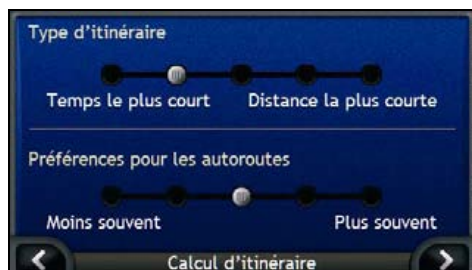 Type d'itinéraire
Temps le plus court Distance la plus courte
Préférences pour les autoroutes
Moins souvent Plus souvent
Calcul d'itinéraire